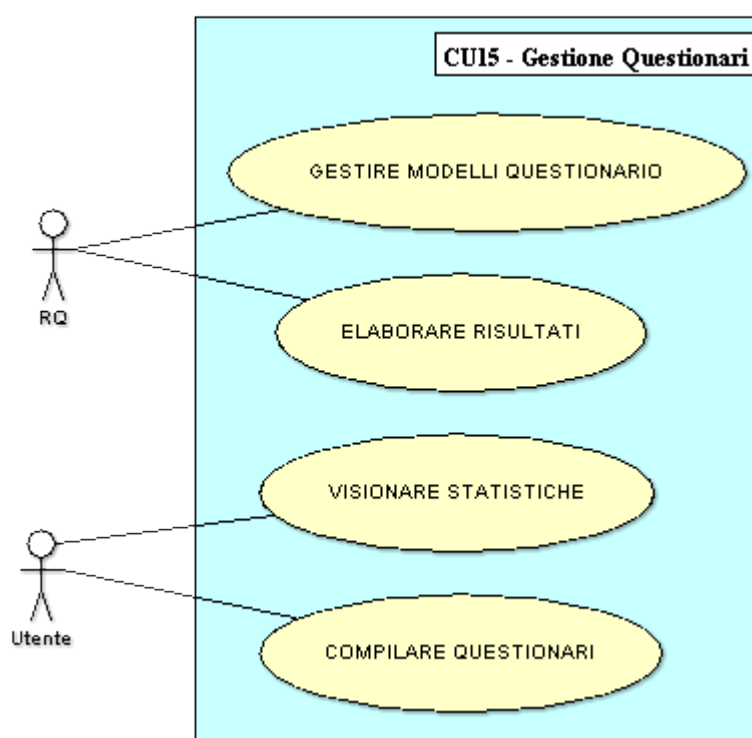 CU15 - Gestione Questionari
GESTIRE MODELLI QUESTIONARIO
RQ
ELABORARE RISULTATI
VISIONARE STATISTICHE
Utente
COMPILARE QUESTIONARI